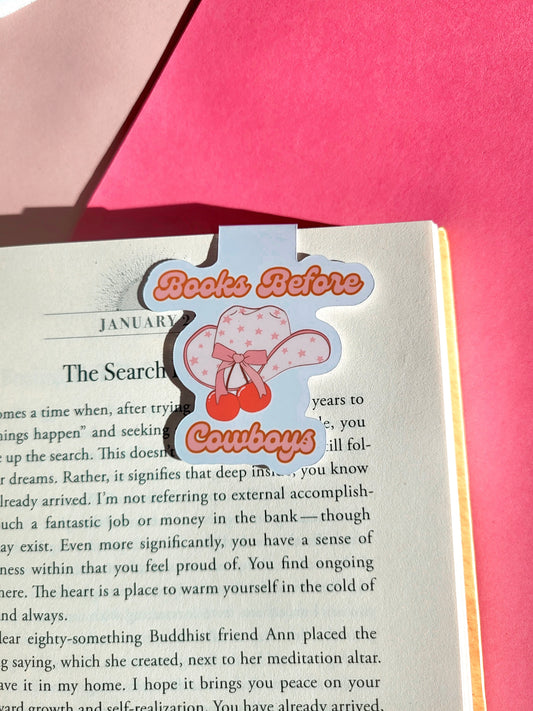 Books Before
Cowboys
JANUARY 2
The Search
omes a time when, after trying years to
nings happen” and seeking you
e up the search. This doesn’t ill fol-
r dreams. Rather, it signifies that deep inside, you know
lready arrived. I’m not referring to external accomplish-
uch a fantastic job or money in the bank—though
ay exist. Even more significantly, you have a sense of
ness within that you feel proud of. You find ongoing
here. The heart is a place to warm yourself in the cold of
nd always.
lear eighty-something Buddhist friend Ann placed the
g saying, which she created, next to her meditation altar.
ave it in my home. I hope it brings you peace on your
ward growth and self-realization. You have already arrived.